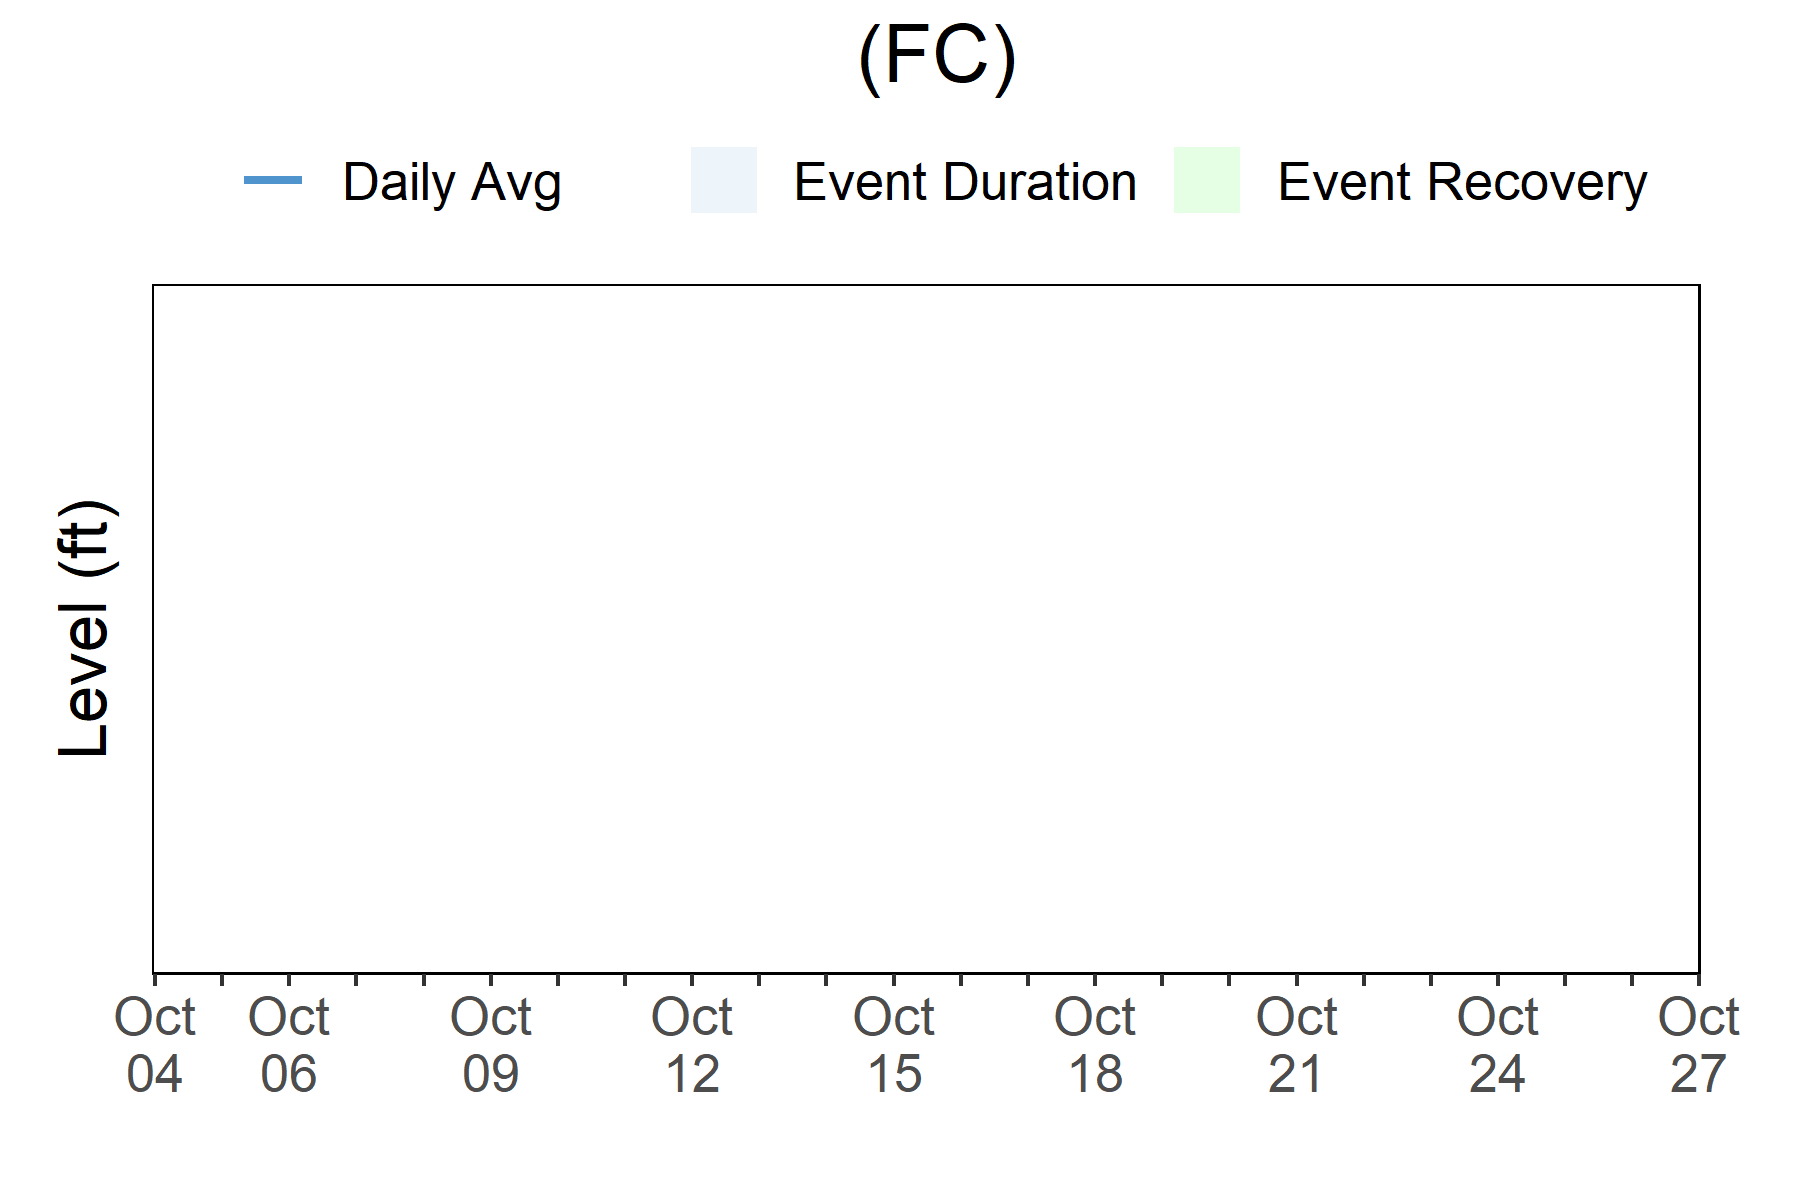 (FC)
Daily Avg Event Duration Event Recovery
Level (ft)
Oct Oct Oct Oct Oct Oct Oct Oct Oct
04 06 09 12 15 18 21 24 27